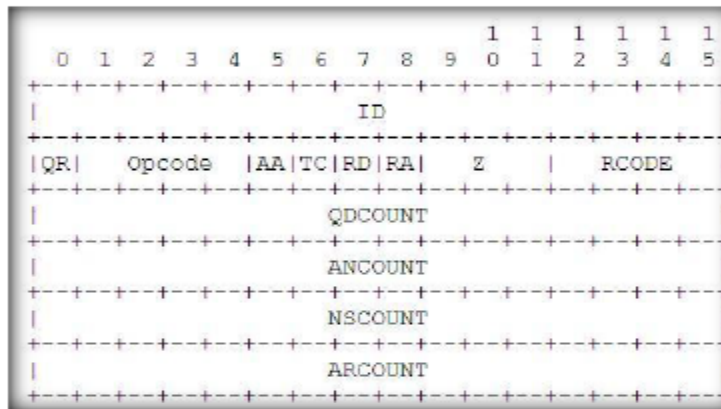 1 1 1 1 1 1
0 1 2 3 4 5 6 7 8 9 0 1 2 3 4 5
+--+--+--+--+--+--+--+--+--+--+--+--+--+--+--+--
| ID
+--+--+--+--+--+--+--+--+--+--+--+--+--+--+--+--
|QR| Opcode |AA|TC|RD|RA| Z | RCODE
+--+--+--+--+--+--+--+--+--+--+--+--+--+--+--+--
| QDCOUNT
+--+--+--+--+--+--+--+--+--+--+--+--+--+--+--+--
| ANCOUNT
+--+--+--+--+--+--+--+--+--+--+--+--+--+--+--+--
| NSCOUNT
+--+--+--+--+--+--+--+--+--+--+--+--+--+--+--+--
| ARCOUNT
+--+--+--+--+--+--+--+--+--+--+--+--+--+--+--+--